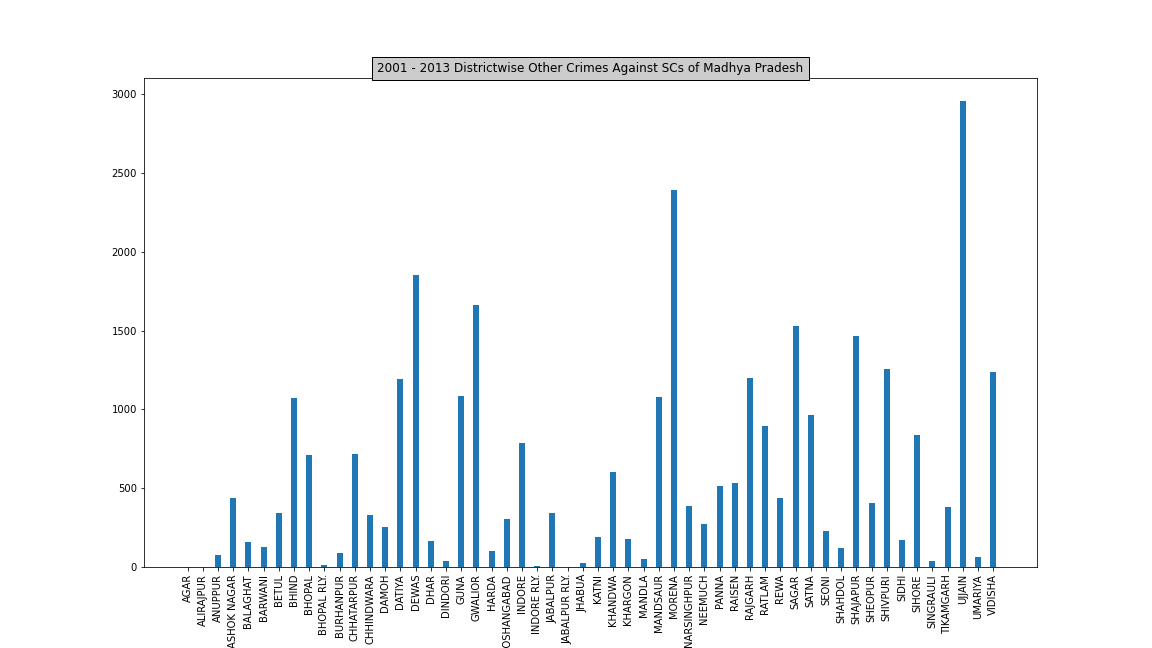 2001 - 2013 Districtwise Other Crimes Against SCs of Madhya Pradesh
3000
2500
2000
1500
1000
500
0
AGAR
ALIRAJPUR
ANUPPUR
ASHOK NAGAR
BALAGHAT
BARWANI
BETUL
BHIND
BHOPAL
BHOPAL RLY.
BURHANPUR
CHHATARPUR
CHHINDWARA
DAMOH
DATIYA
DEWAS
DHAR
DINDORI
GUNA
GWALIOR
HARDA
OSHANGABAD
INDORE
INDORE RLY.
JABALPUR
JABALPUR RLY.
JHABUA
KATNI
KHANDWA
KHARGON
MANDLA
MANDSAUR
MORENA
NARSINGHPUR
NEEMUCH
PANNA
RAISEN
RAJGARH
RATLAM
REWA
SAGAR
SATNA
SEONI
SHAHDOL
SHAJAPUR
SHEOPUR
SHIVPURI
SIDHI
SIHORE
SINGRAULI
TIKAMGARH
UJJAIN
UMARIYA
VIDISHA